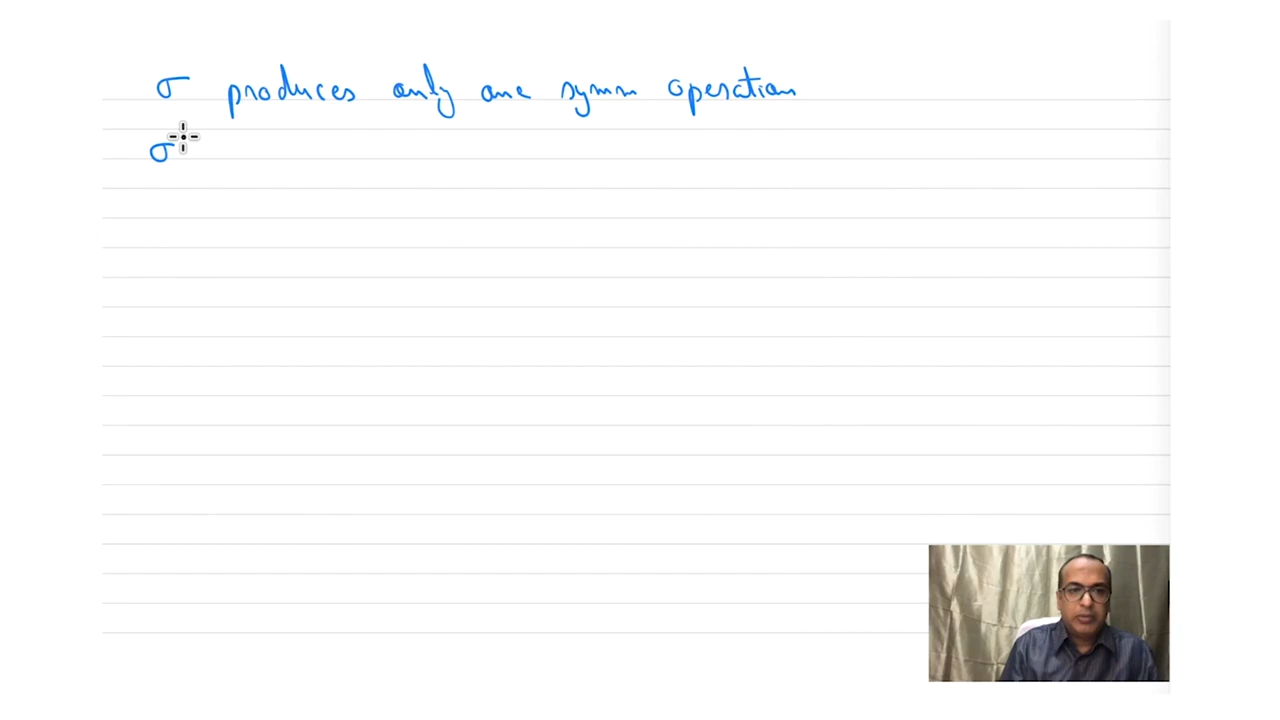 σ produces only one symm operation
σ